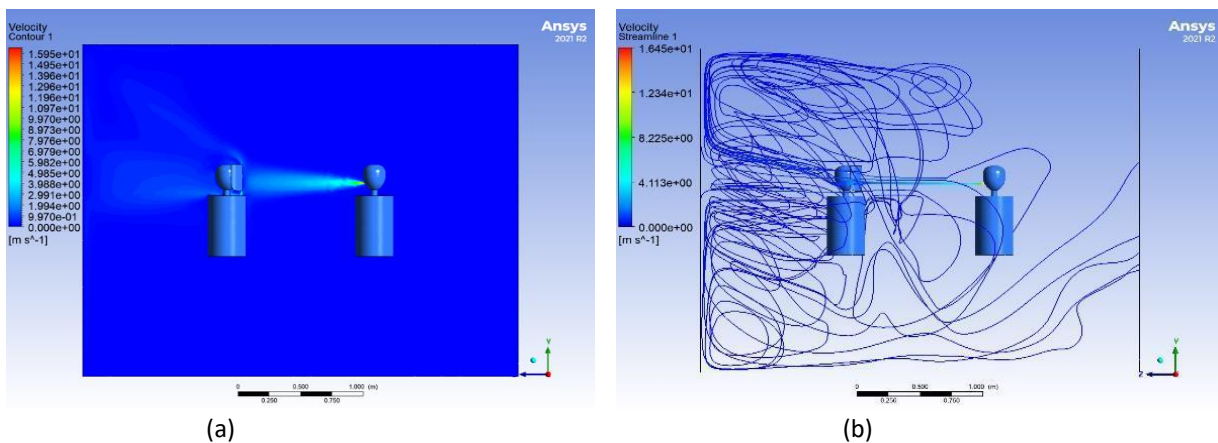 Velocity
Contour 1
1.595e+01
1.495e+01
1.396e+01
1.296e+01
1.196e+01
1.097e+01
9.970e+00
8.973e+00
7.976e+00
6.979e+00
5.982e+00
4.985e+00
3.988e+00
2.991e+00
1.994e+00
9.970e-01
0.000e+00
[m s^-1]
Ansys
2021 R2
0 0.500 1.000 (m)
0.250 0.750
Y
Z
(a)
Velocity
Streamline 1
1.645e+01
1.234e+01
8.225e+00
4.113e+00
0.000e+00
[m s^-1]
Ansys
2021 R2
0 0.500 1.000 (m)
0.250 0.750
Y
Z
(b)